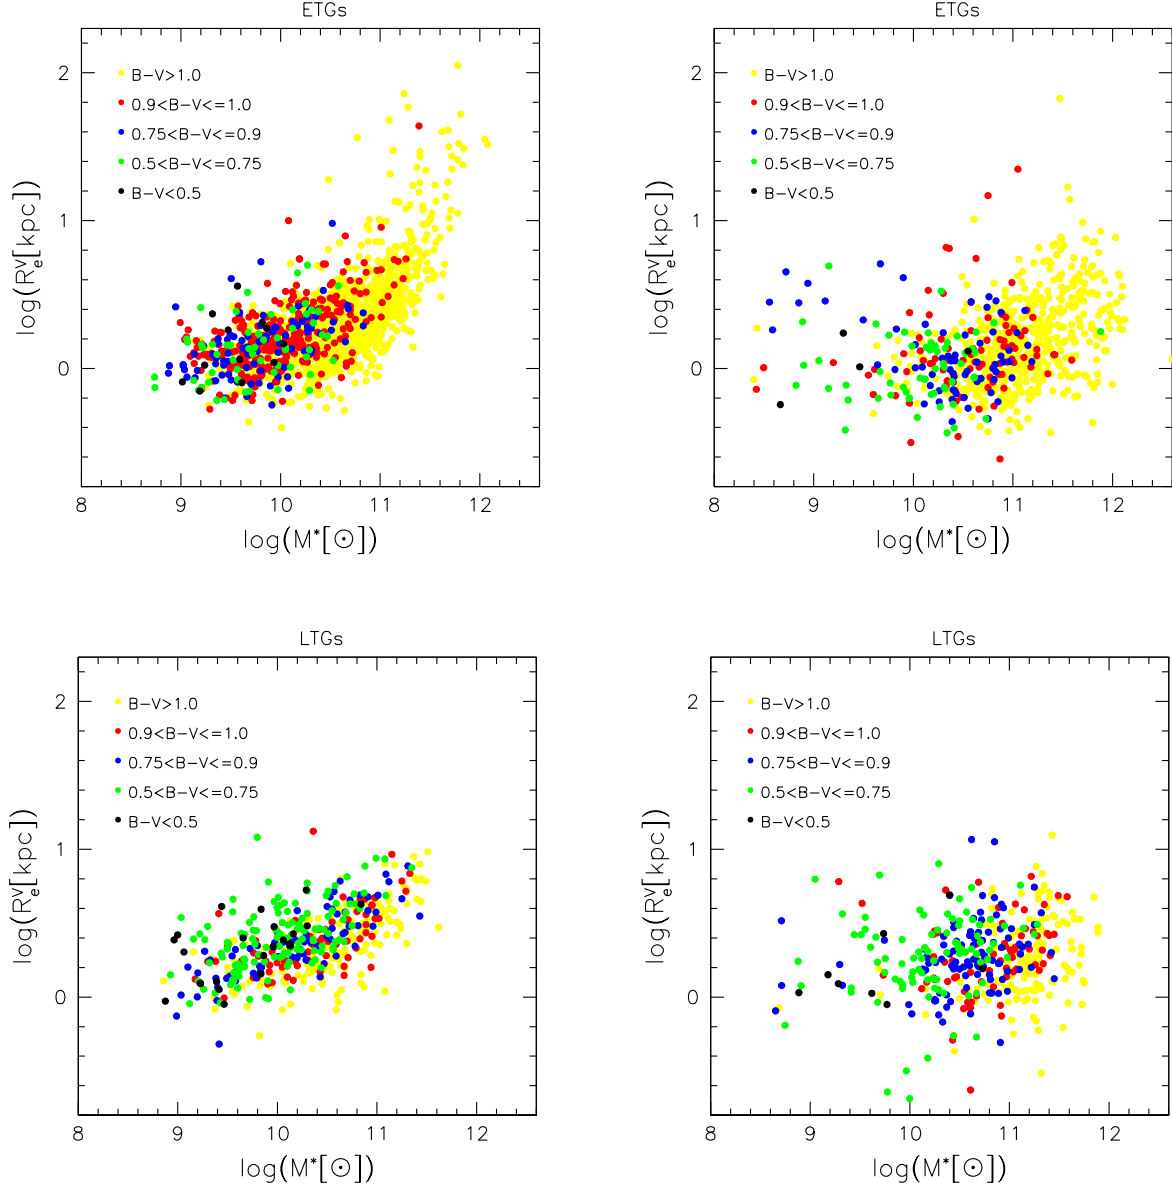 ETGs
2
1
0
8
9
10
11
12
B-V>1.0
0.9<B-V<=1.0
0.75<B-V<=0.9
0.5<B-V<=0.75
B-V<0.5
log(R_e^v[kpc])
log(M*[⊙])
ETGs
2
1
0
8
9
10
11
12
B-V>1.0
0.9<B-V<=1.0
0.75<B-V<=0.9
0.5<B-V<=0.75
B-V<0.5
log(R_e^v[kpc])
log(M*[⊙])
LTGs
2
1
0
8
9
10
11
12
B-V>1.0
0.9<B-V<=1.0
0.75<B-V<=0.9
0.5<B-V<=0.75
B-V<0.5
log(R_e^v[kpc])
log(M*[⊙])
LTGs
2
1
0
8
9
10
11
12
B-V>1.0
0.9<B-V<=1.0
0.75<B-V<=0.9
0.5<B-V<=0.75
B-V<0.5
log(R_e^v[kpc])
log(M*[⊙])